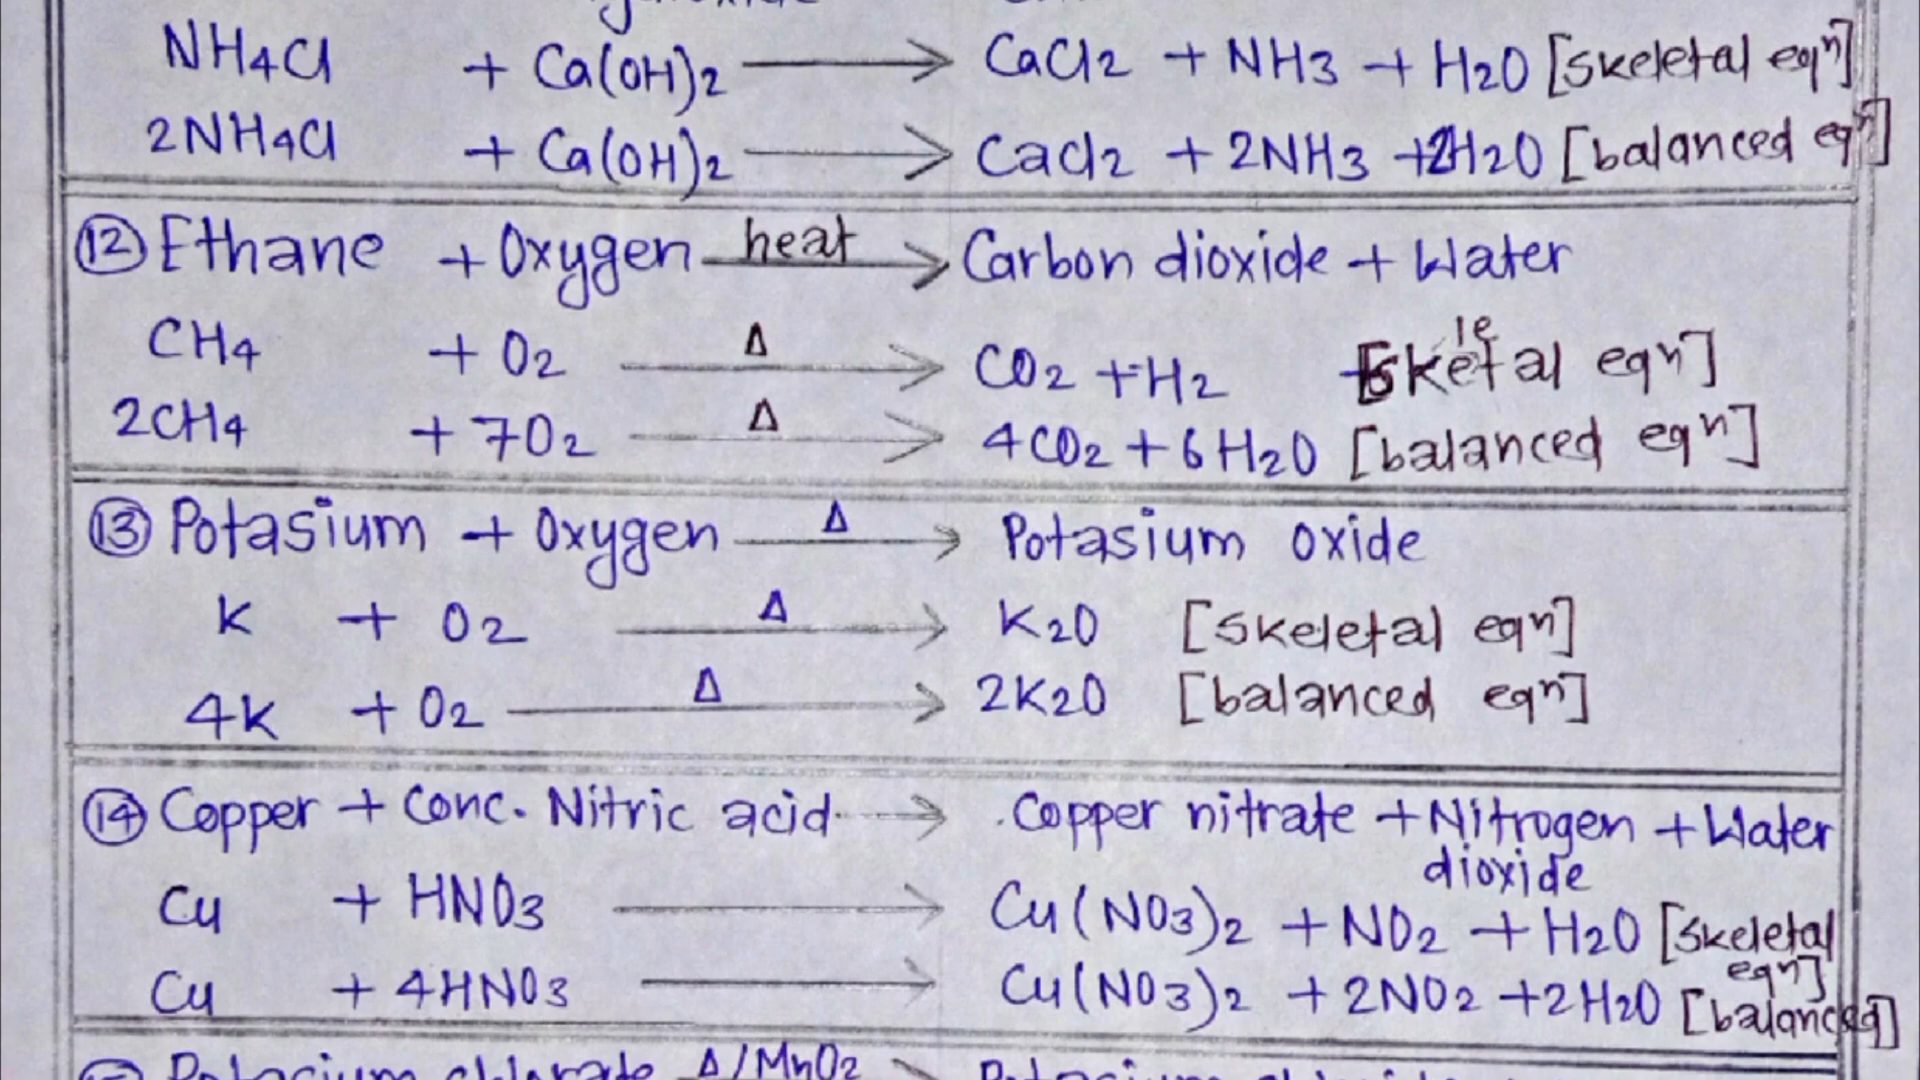 NH4Cl + Ca(OH)2 → CaCl2 + NH3 + H2O [skeletal eqn]
2NH4Cl + Ca(OH)2 → CaCl2 + 2NH3 + 2H2O [balanced eqn]
⑫ Ethane + Oxygen heat → Carbon dioxide + Water
CH4 + O2 Δ → CO2 + H2 [skeletal eqn]
2CH4 + 7O2 Δ → 4CO2 + 6H2O [balanced eqn]
⑬ Potasium + Oxygen Δ → Potasium oxide
K + O2 Δ → K2O [skeletal eqn]
4K + O2 Δ → 2K2O [balanced eqn]
⑭ Copper + Conc. Nitric acid → Copper nitrate + Nitrogen dioxide + Water
Cu + HNO3 → Cu(NO3)2 + NO2 + H2O [skeletal eqn]
Cu + 4HNO3 → Cu(NO3)2 + 2NO2 + 2H2O [balanced]
Potasium chlorate Δ/MnO2